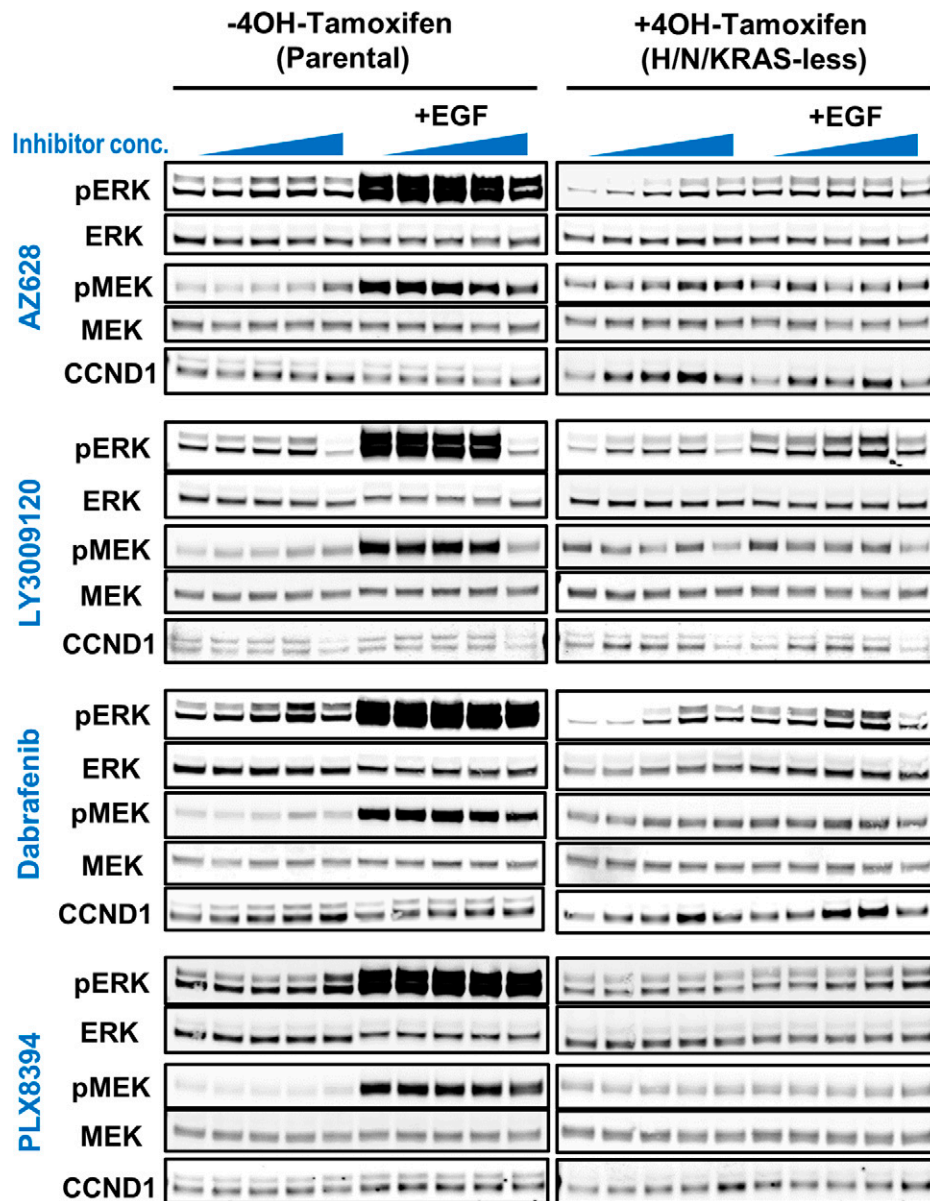 -4OH-Tamoxifen
(Parental)
+4OH-Tamoxifen
(H/N/KRAS-less)
+EGF
+EGF
Inhibitor conc.
AZ628
pERK
ERK
pMEK
MEK
CCND1
LY3009120
pERK
ERK
pMEK
MEK
CCND1
Dabrafenib
pERK
ERK
pMEK
MEK
CCND1
PLX8394
pERK
ERK
pMEK
MEK
CCND1